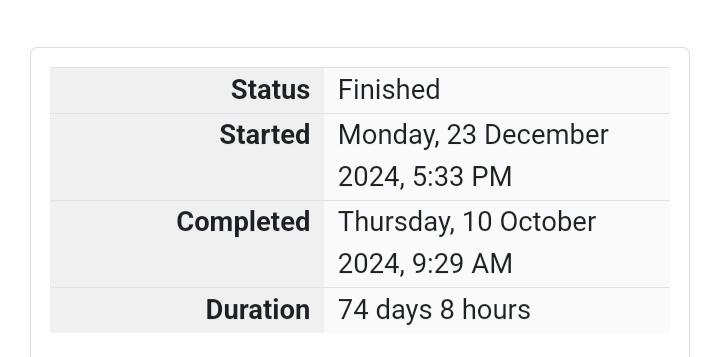 Status Finished
Started Monday, 23 December
2024, 5:33 PM
Completed Thursday, 10 October
2024, 9:29 AM
Duration 74 days 8 hours